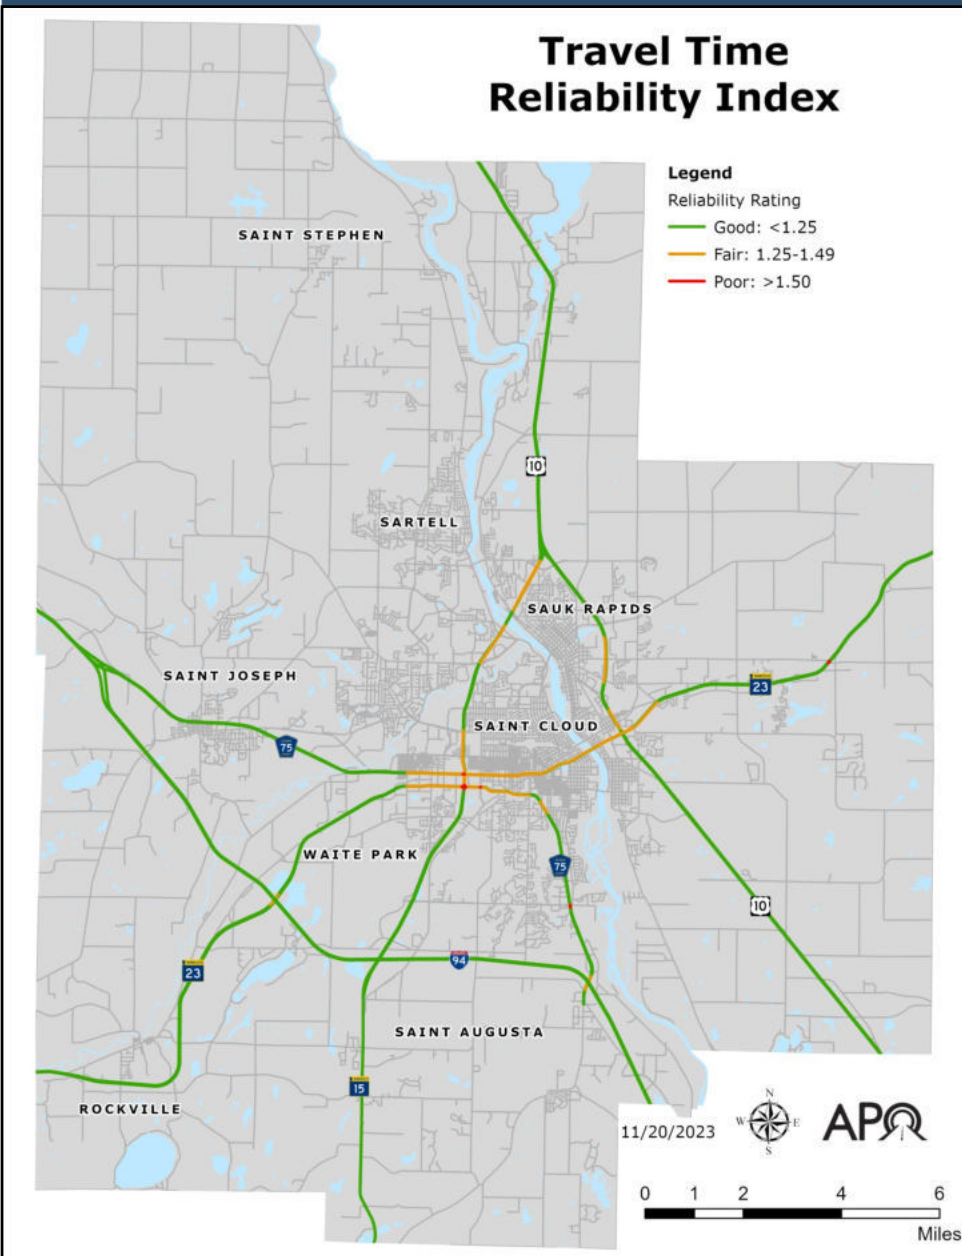 Travel Time
Reliability Index
Legend
Reliability Rating
Good: <1.25
Fair: 1.25-1.49
Poor: >1.50
SAINT STEPHEN
10
SARTELL
SAUK RAPIDS
SAINT JOSEPH
23
SAINT CLOUD
75
WAITE PARK
75
10
94
23
SAINT AUGUSTA
15
ROCKVILLE
11/20/2023
N
W
E
S
APO
0 1 2 4 6
Miles